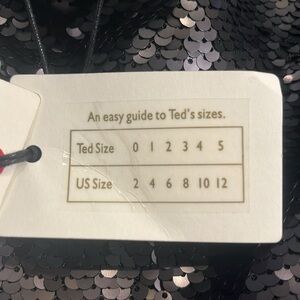 An easy guide to Ted's sizes.
Ted Size 0 1 2 3 4 5
US Size 2 4 6 8 10 12